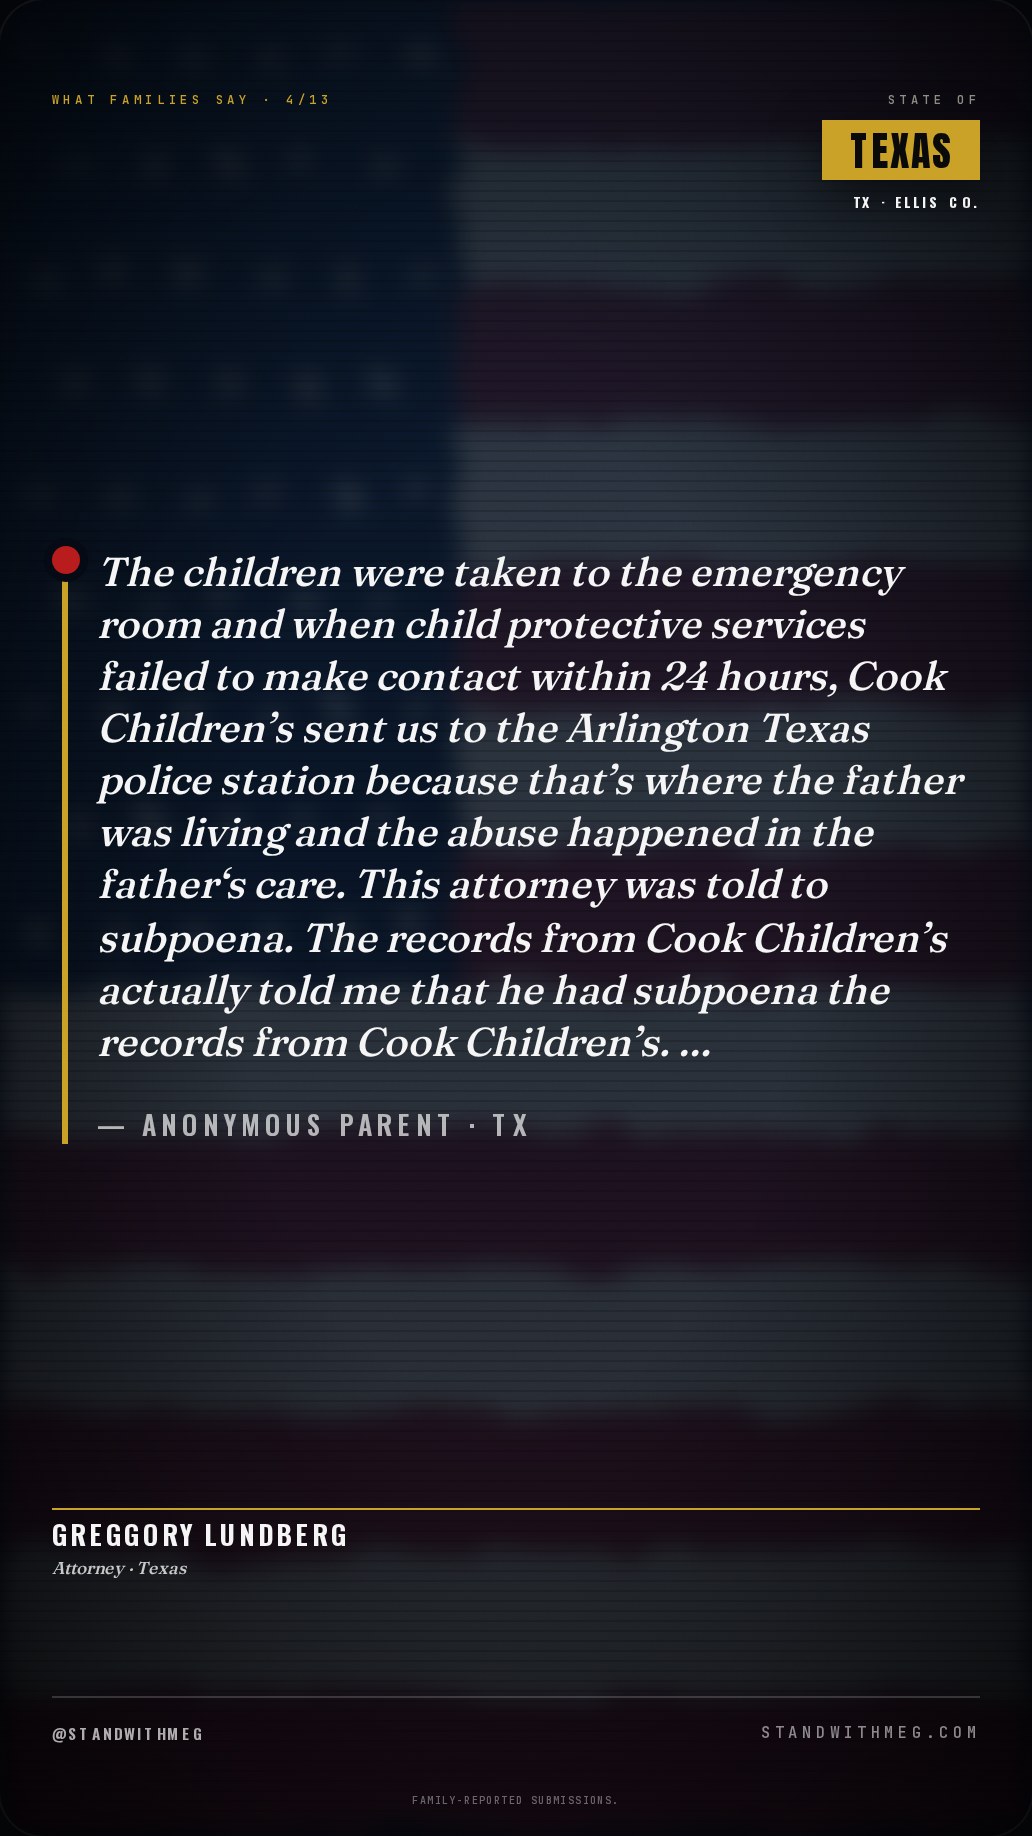 WHAT FAMILIES SAY · 4/13
STATE OF
TEXAS
TX · ELLIS CO.
The children were taken to the emergency
room and when child protective services
failed to make contact within 24 hours, Cook
Children’s sent us to the Arlington Texas
police station because that’s where the father
was living and the abuse happened in the
father‘s care. This attorney was told to
subpoena. The records from Cook Children’s
actually told me that he had subpoena the
records from Cook Children’s. ...
— ANONYMOUS PARENT · TX
GREGGORY LUNDBERG
Attorney · Texas
@STANDWITHMEG
STANDWITHMEG.COM
FAMILY-REPORTED SUBMISSIONS.